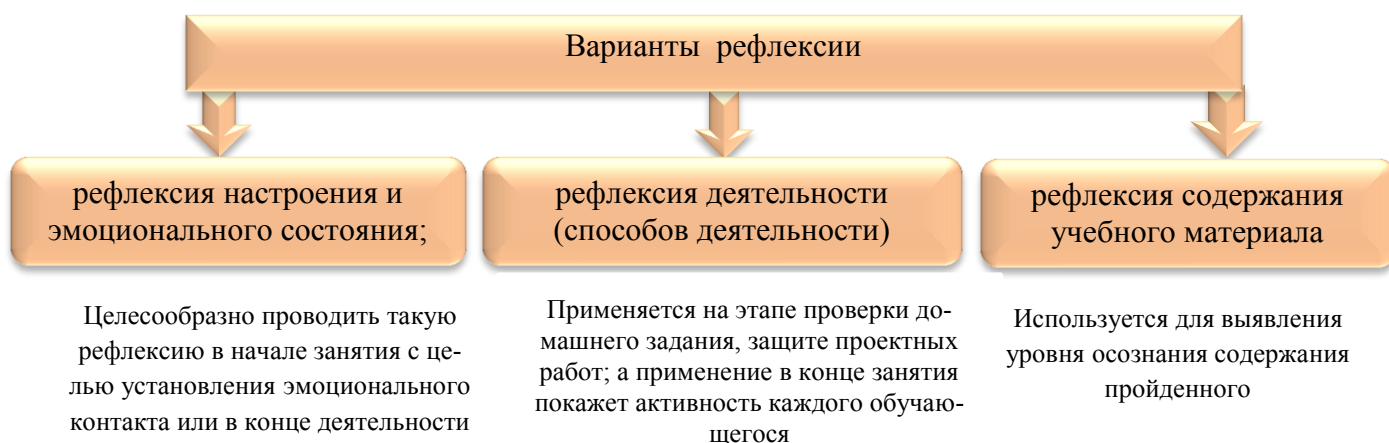 Варианты рефлексии
рефлексия настроения и
эмоционального состояния;
рефлексия деятельности
(способов деятельности)
рефлексия содержания
учебного материала
Целесообразно проводить такую
рефлексию в начале занятия с це-
лью установления эмоционального
контакта или в конце деятельности
Применяется на этапе проверки до-
машнего задания, защите проектных
работ; а применение в конце занятия
покажет активность каждого обучаю-
щегося
Используется для выявления
уровня осознания содержания
пройденного